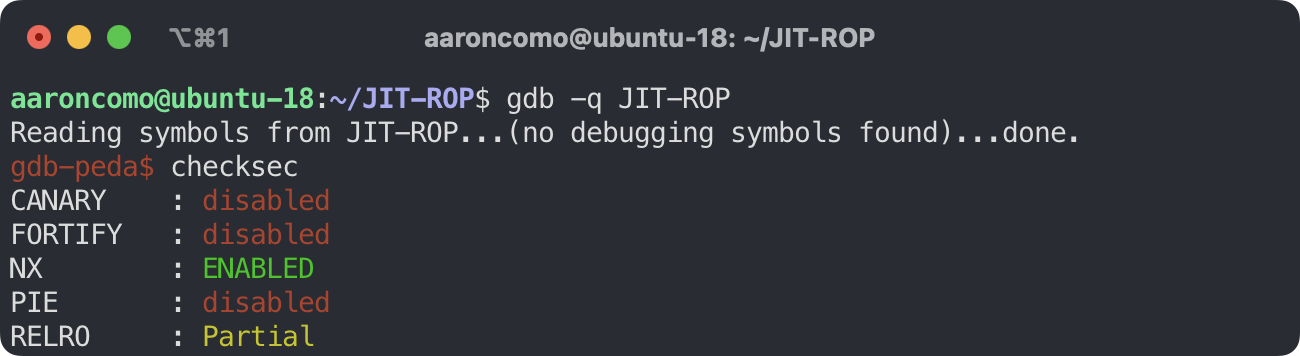 ⌥⌘1 aaroncomo@ubuntu-18: ~/JIT-ROP
aaroncomo@ubuntu-18:~/JIT-ROP$ gdb -q JIT-ROP
Reading symbols from JIT-ROP...(no debugging symbols found)...done.
gdb-peda$ checksec
CANARY    : disabled
FORTIFY   : disabled
NX        : ENABLED
PIE       : disabled
RELRO     : Partial